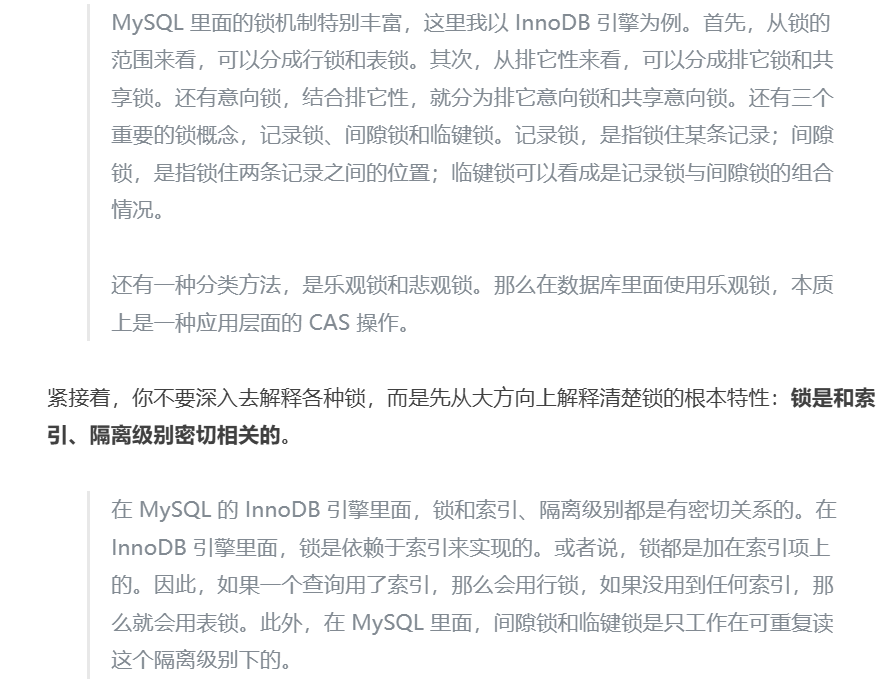 MySQL 里面的锁机制特别丰富，这里我以 InnoDB 引擎为例。首先，从锁的
范围来看，可以分成行锁和表锁。其次，从排它性来看，可以分成排它锁和共
享锁。还有意向锁，结合排它性，就分为排它意向锁和共享意向锁。还有三个
重要的锁概念，记录锁、间隙锁和临键锁。记录锁，是指锁住某条记录；间隙
锁，是指锁住两条记录之间的位置；临键锁可以看成是记录锁与间隙锁的组合
情况。
还有一种分类方法，是乐观锁和悲观锁。那么在数据库里面使用乐观锁，本质
上是一种应用层面的 CAS 操作。
紧接着，你不要深入去解释各种锁，而是先从大方向上解释清楚锁的根本特性：锁是和索
引、隔离级别密切相关的。
在 MySQL 的 InnoDB 引擎里面，锁和索引、隔离级别都是有密切关系的。在
InnoDB 引擎里面，锁是依赖于索引来实现的。或者说，锁都是加在索引项上
的。因此，如果一个查询用了索引，那么会用行锁，如果没用到任何索引，那
么就会用表锁。此外，在 MySQL 里面，间隙锁和临键锁是只工作在可重复读
这个隔离级别下的。